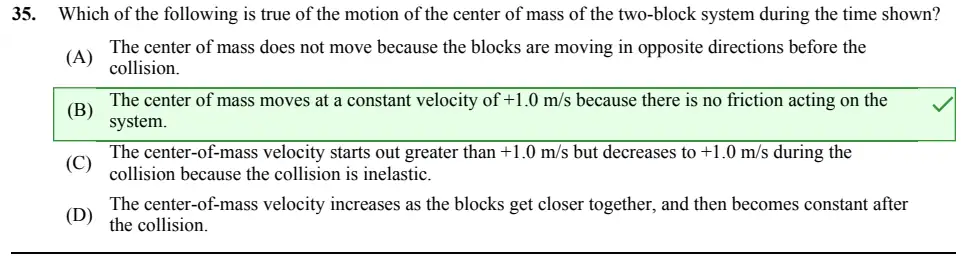 35. Which of the following is true of the motion of the center of mass of the two-block system during the time shown?
(A) The center of mass does not move because the blocks are moving in opposite directions before the
collision.
(B) The center of mass moves at a constant velocity of +1.0 m/s because there is no friction acting on the
system.
(C) The center-of-mass velocity starts out greater than +1.0 m/s but decreases to +1.0 m/s during the
collision because the collision is inelastic.
(D) The center-of-mass velocity increases as the blocks get closer together, and then becomes constant after
the collision.